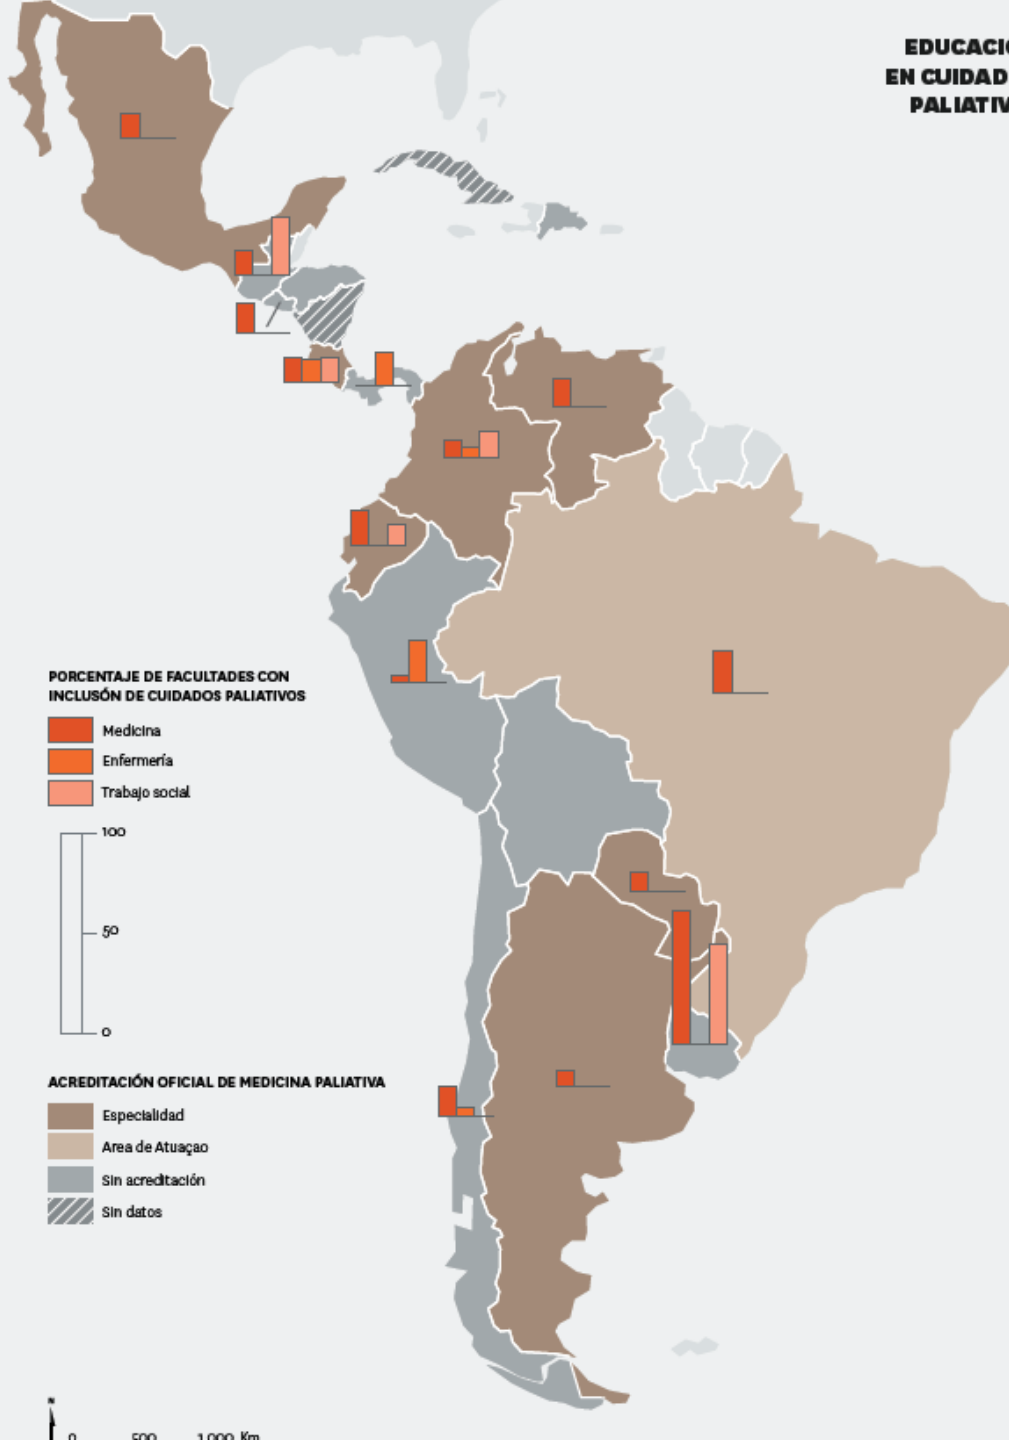 EDUCACIÓ
EN CUIDAD
PALIATIV
PORCENTAJE DE FACULTADES CON
INCLUSÓN DE CUIDADOS PALIATIVOS
Medicina
Enfermería
Trabajo social
100
50
0
ACREDITACIÓN OFICIAL DE MEDICINA PALIATIVA
Especialidad
Area de Atuaçao
Sin acreditación
Sin datos
N
0 500 1.000 Km